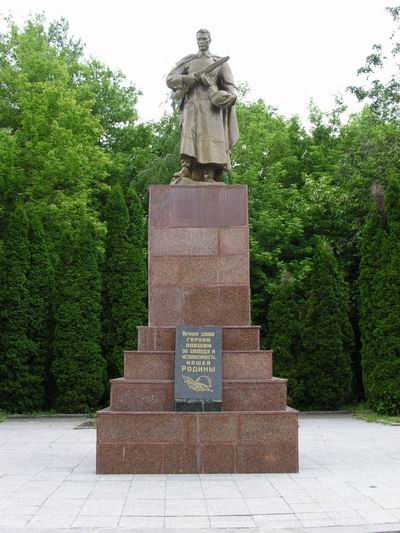 Вечная слава
героям
павшим
за свободу и
независимость
нашей
Родины